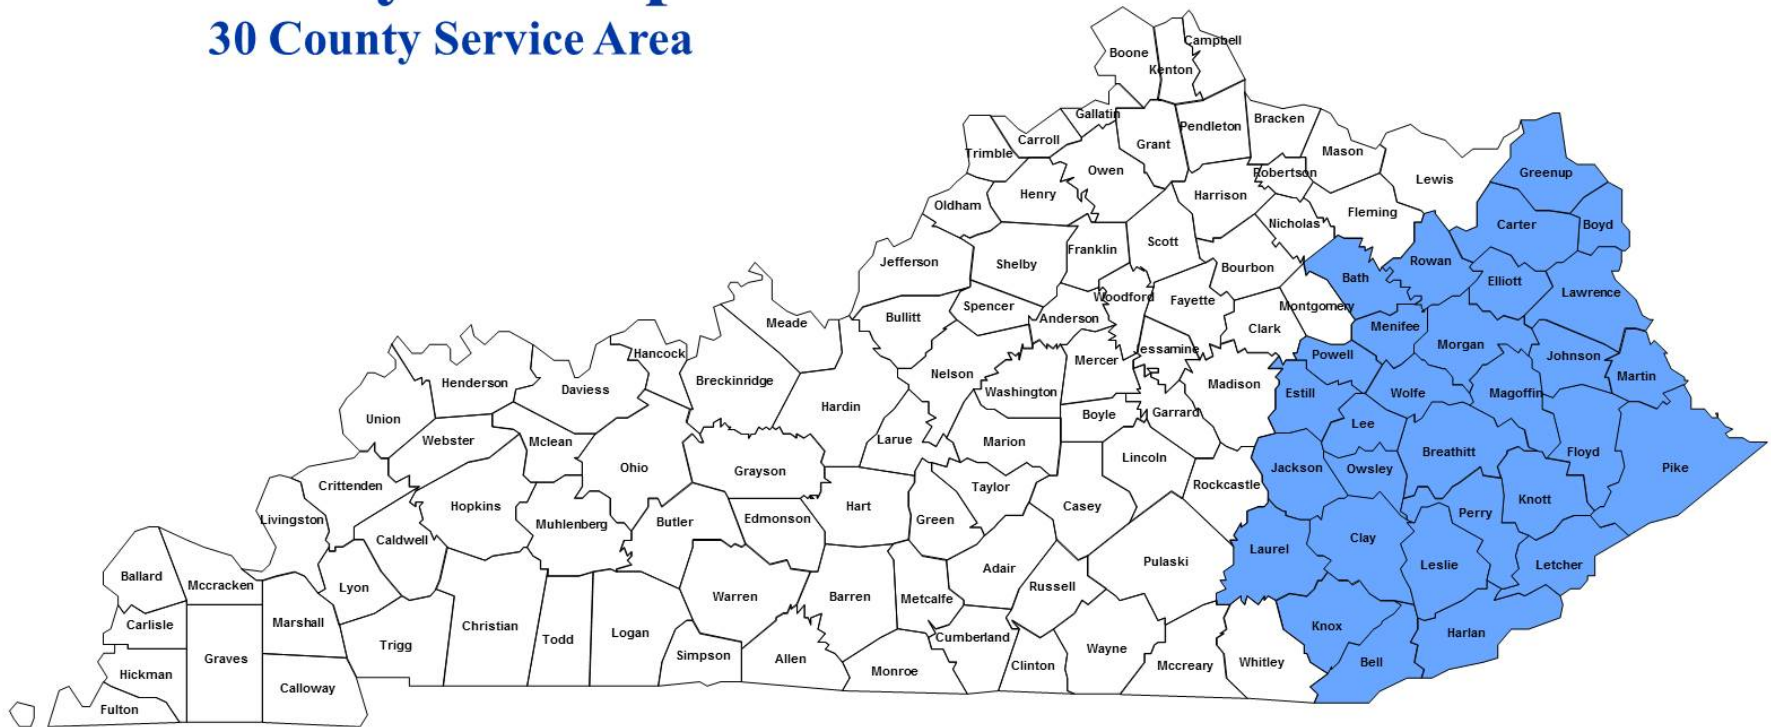 30 County Service Area
Boone
Campbell
Kenton
Gallatin
Carroll
Trimble
Grant
Pendleton
Bracken
Mason
Robertson
Lewis
Greenup
Owen
Henry
Harrison
Oldham
Fleming
Nicholas
Carter
Boyd
Franklin
Scott
Jefferson
Shelby
Bourbon
Rowan
Bath
Elliott
Lawrence
Woodford
Fayette
Montgomery
Spencer
Anderson
Bullitt
Meade
Clark
Menifee
Morgan
Jessamine
Powell
Johnson
Hancock
Mercer
Nelson
Breckinridge
Henderson
Daviess
Washington
Madison
Estill
Wolfe
Magoffin
Martin
Union
Hardin
Boyle
Garrard
Lee
Webster
Mclean
Larue
Marion
Lincoln
Breathitt
Floyd
Ohio
Grayson
Jackson
Owsley
Pike
Crittenden
Taylor
Rockcastle
Knott
Hopkins
Hart
Casey
Livingston
Muhlenberg
Butler
Edmonson
Green
Perry
Caldwell
Laurel
Clay
Pulaski
Leslie
Letcher
Adair
Ballard
Mccracken
Lyon
Russell
Warren
Barren
Metcalfe
Carlisle
Marshall
Christian
Todd
Logan
Knox
Harlan
Trigg
Cumberland
Graves
Simpson
Allen
Wayne
Monroe
Clinton
Mccreary
Whitley
Bell
Hickman
Calloway
Fulton